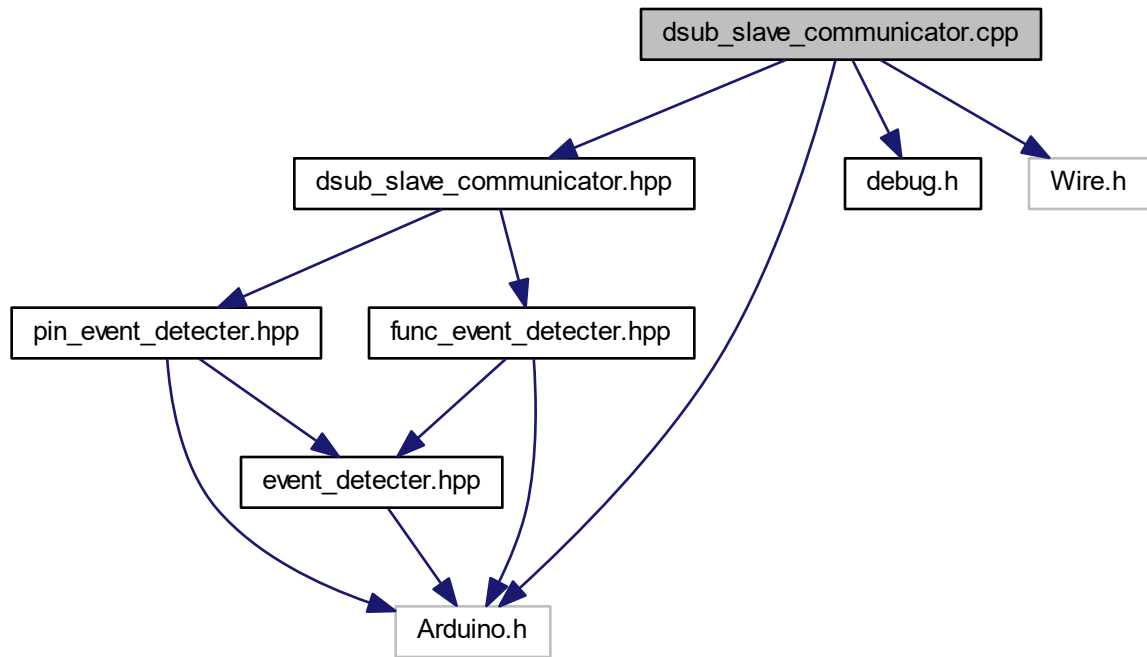 dsub_slave_communicator.cpp
dsub_slave_communicator.hpp
debug.h
Wire.h
pin_event_detecter.hpp
func_event_detecter.hpp
event_detecter.hpp
Arduino.h